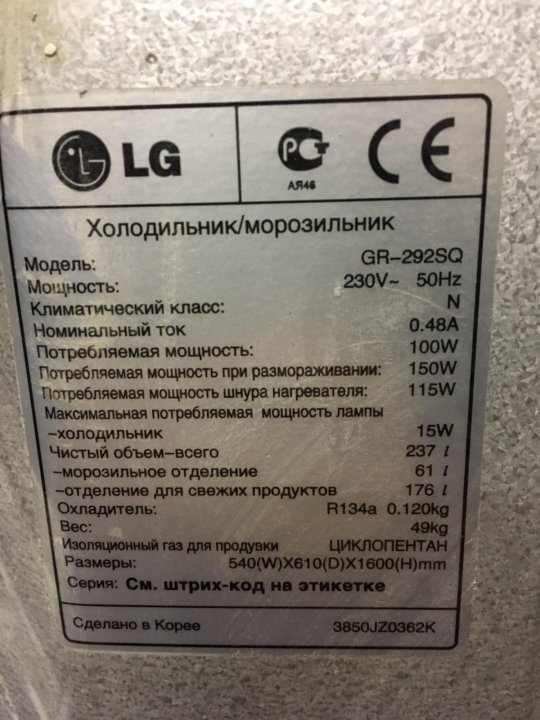 LG PCT CE
АЯ46
Холодильник/морозильник
Модель: GR-292SQ
Мощность: 230V~ 50Hz
Климатический класс: N
Номинальный ток 0.48A
Потребляемая мощность: 100W
Потребляемая мощность при размораживании: 150W
Потребляемая мощность шнура нагревателя: 115W
Максимальная потребляемая мощность лампы
-холодильник 15W
Чистый объем-всего 237 l
-морозильное отделение 61 l
-отделение для свежих продуктов 176 l
Охладитель: R134a 0.120kg
Вес: 49kg
Изоляционный газ для продувки ЦИКЛОПЕНТАН
Размеры: 540(W)X610(D)X1600(H)mm
Серия: См. штрих-код на этикетке
Сделано в Корее 3850JZ0362K